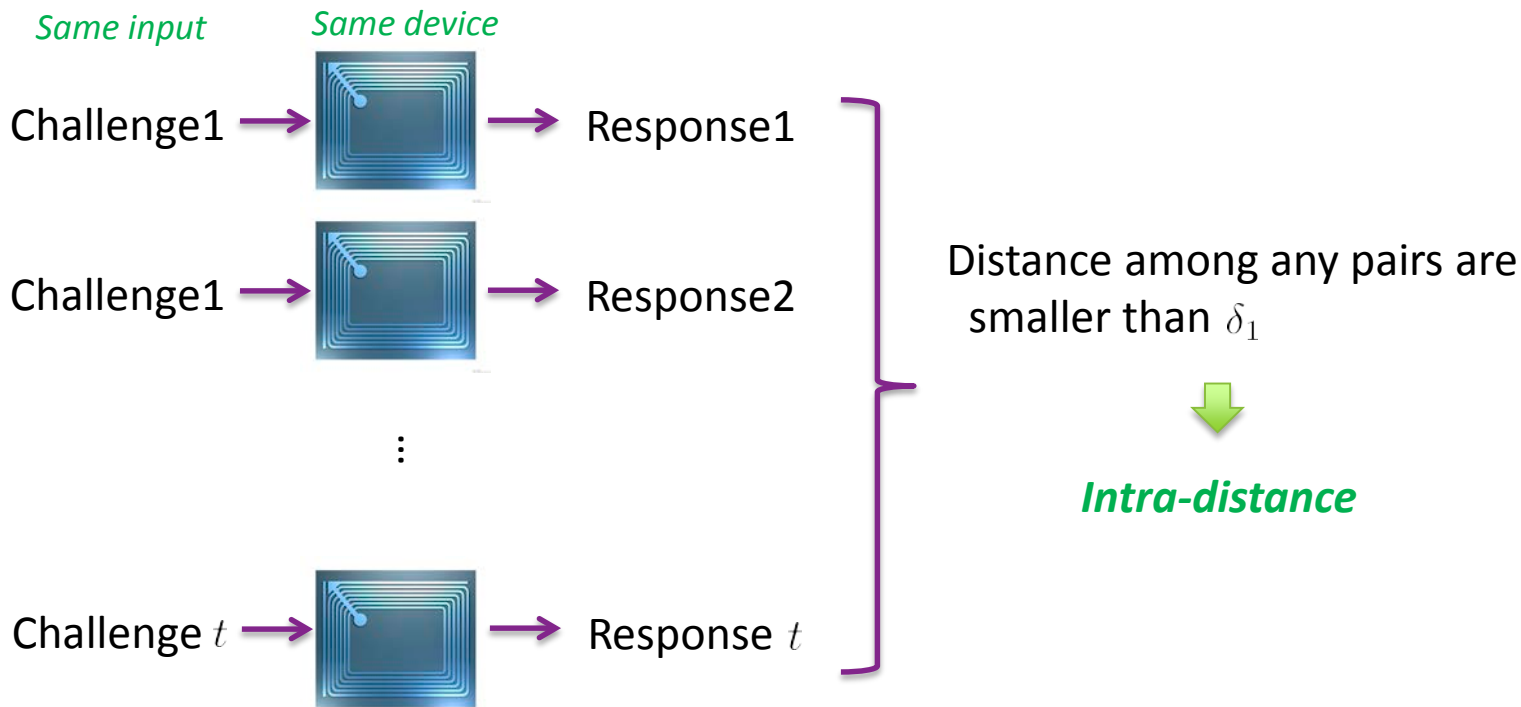 Same input
Same device
Challenge1
Response1
Challenge1
Response2
Distance among any pairs are
smaller than δ₁
⋮
Intra-distance
Challenge t
Response t